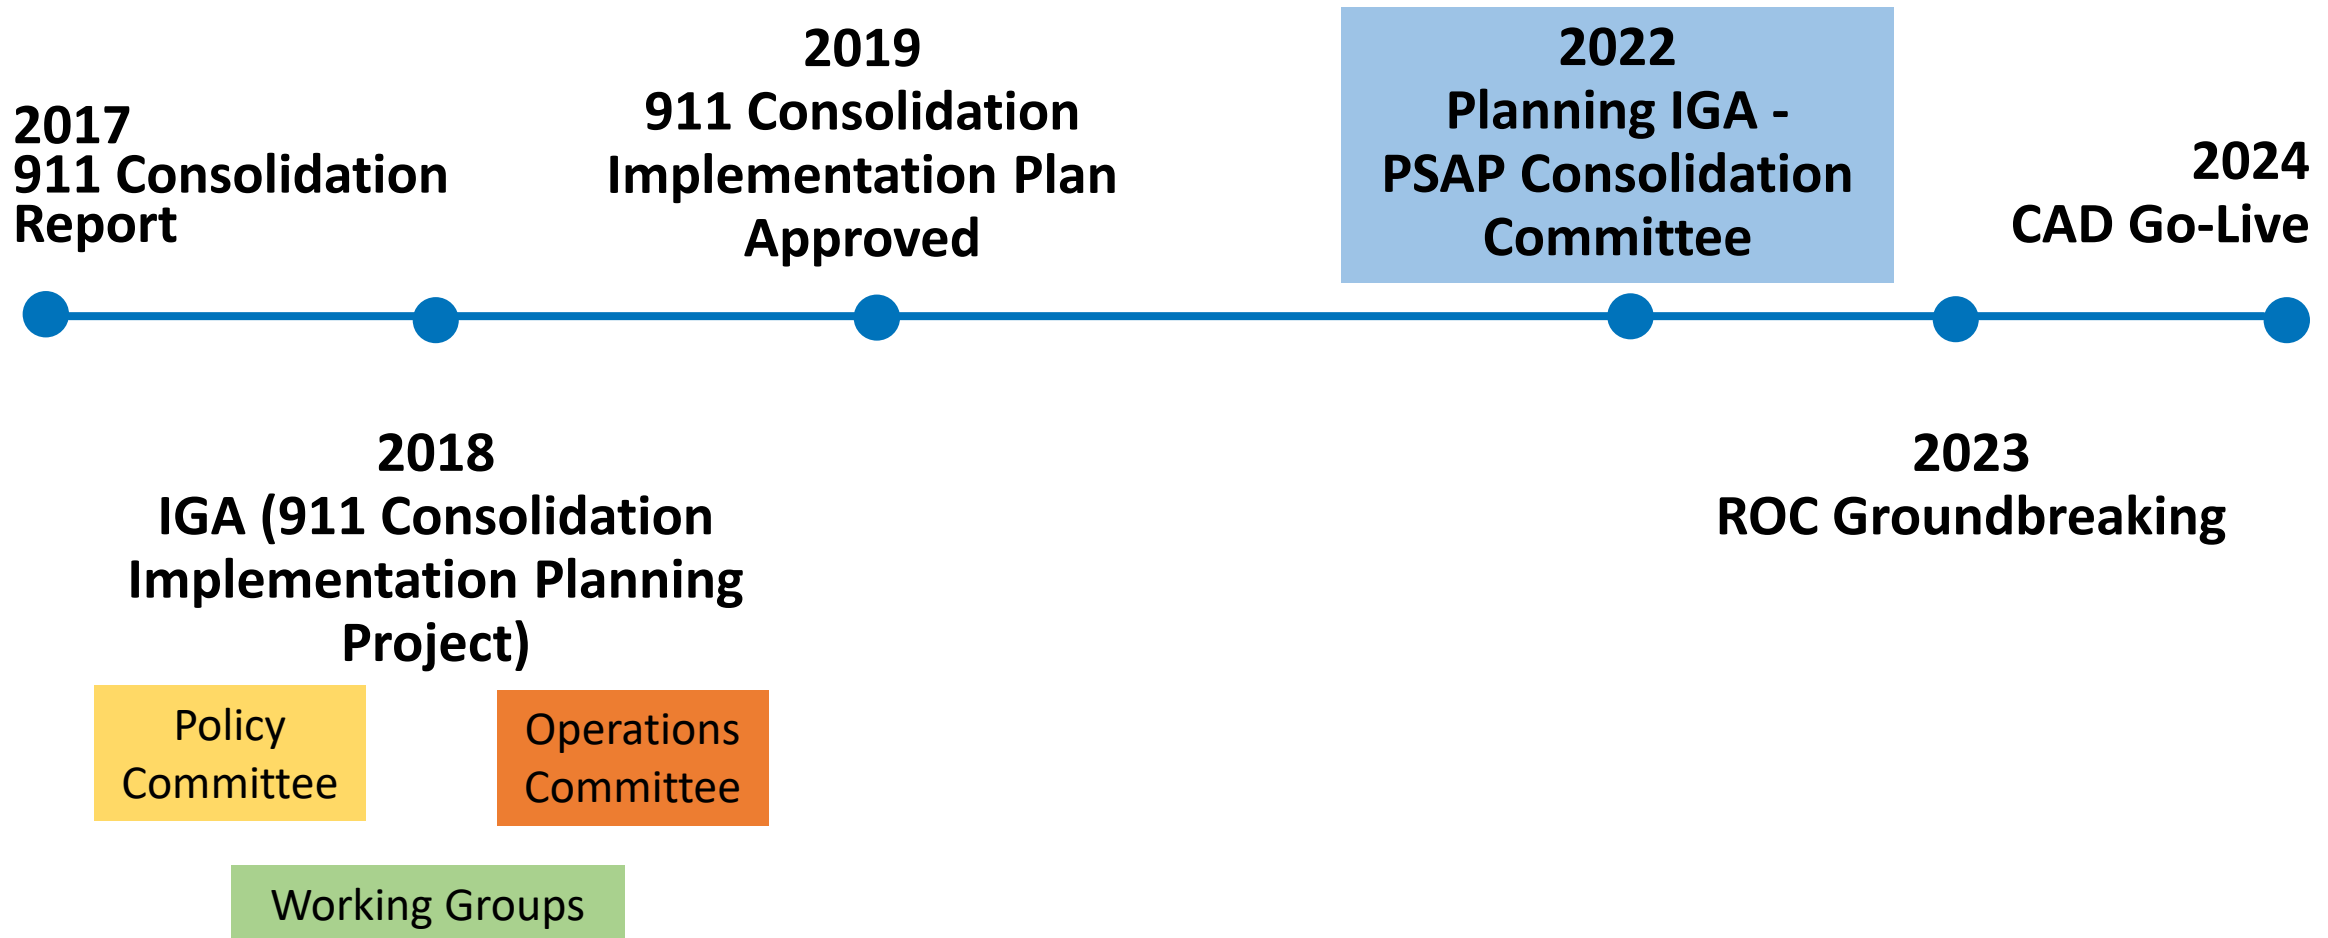 2017
911 Consolidation
Report
2019
911 Consolidation
Implementation Plan
Approved
2022
Planning IGA -
PSAP Consolidation
Committee
2024
CAD Go-Live
2018
IGA (911 Consolidation
Implementation Planning
Project)
Policy
Committee
Operations
Committee
Working Groups
2023
ROC Groundbreaking